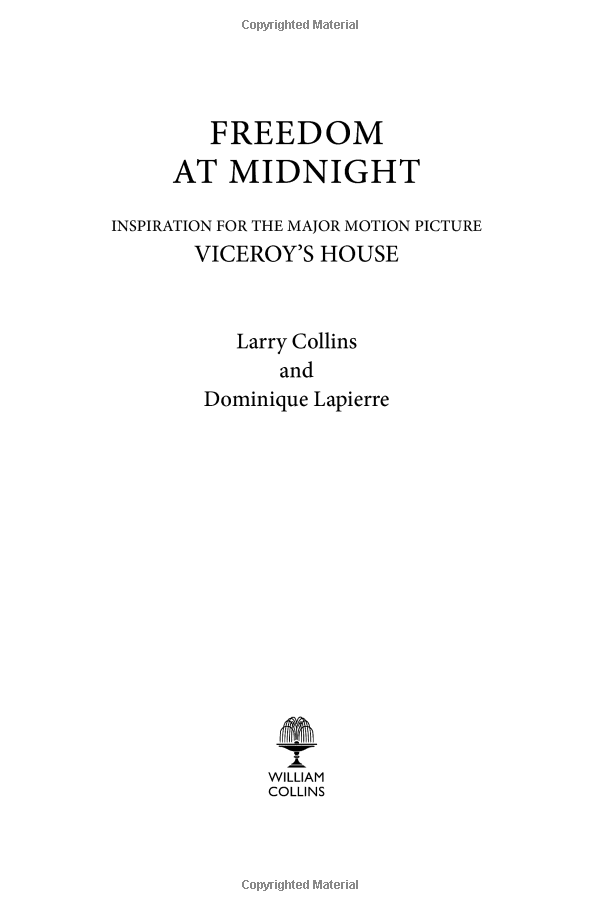 Copyrighted Material
FREEDOM
AT MIDNIGHT
INSPIRATION FOR THE MAJOR MOTION PICTURE
VICEROY’S HOUSE
Larry Collins
and
Dominique Lapierre
WILLIAM
COLLINS
Copyrighted Material